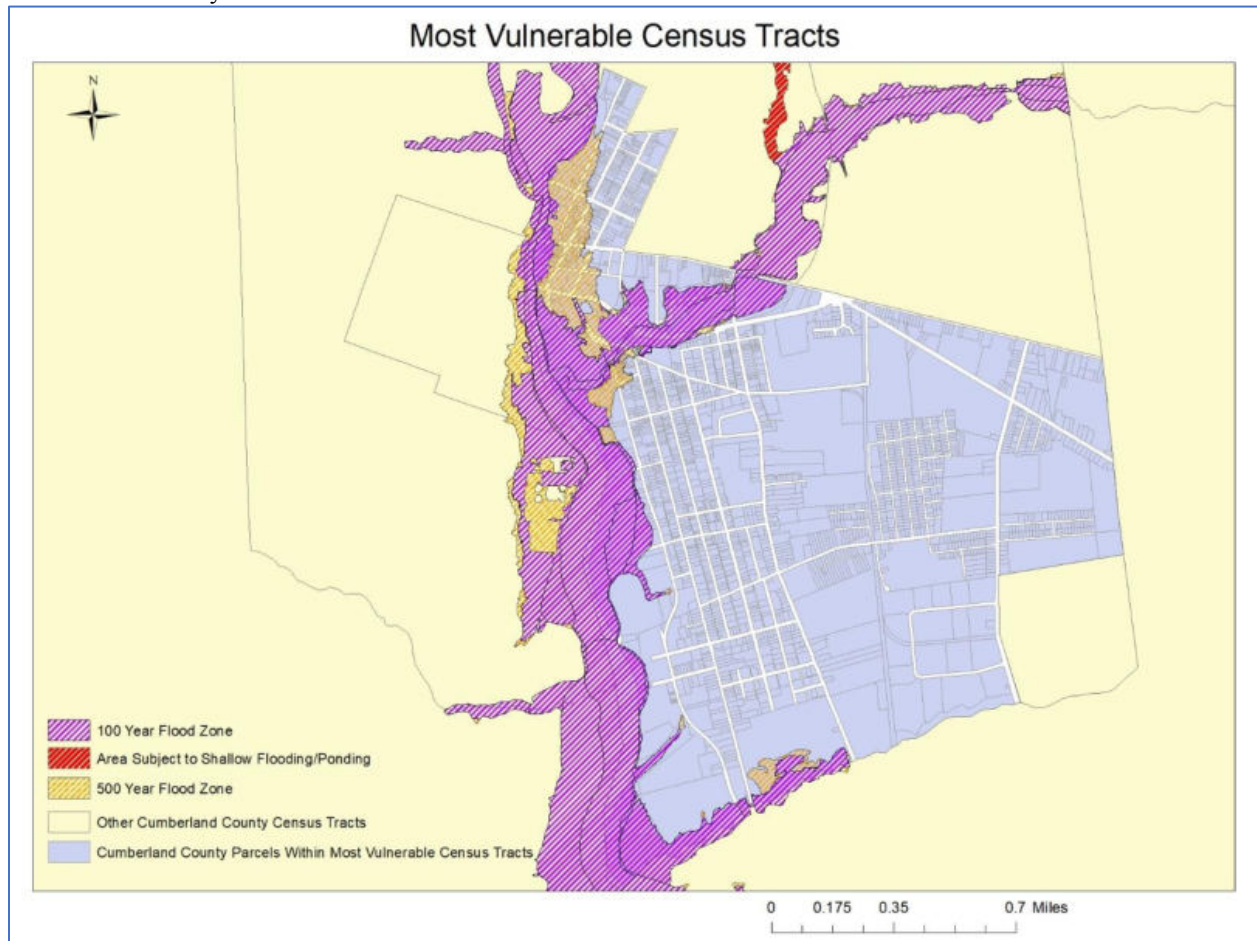 Most Vulnerable Census Tracts
N
100 Year Flood Zone
Area Subject to Shallow Flooding/Ponding
500 Year Flood Zone
Other Cumberland County Census Tracts
Cumberland County Parcels Within Most Vulnerable Census Tracts
0 0.175 0.35 0.7 Miles